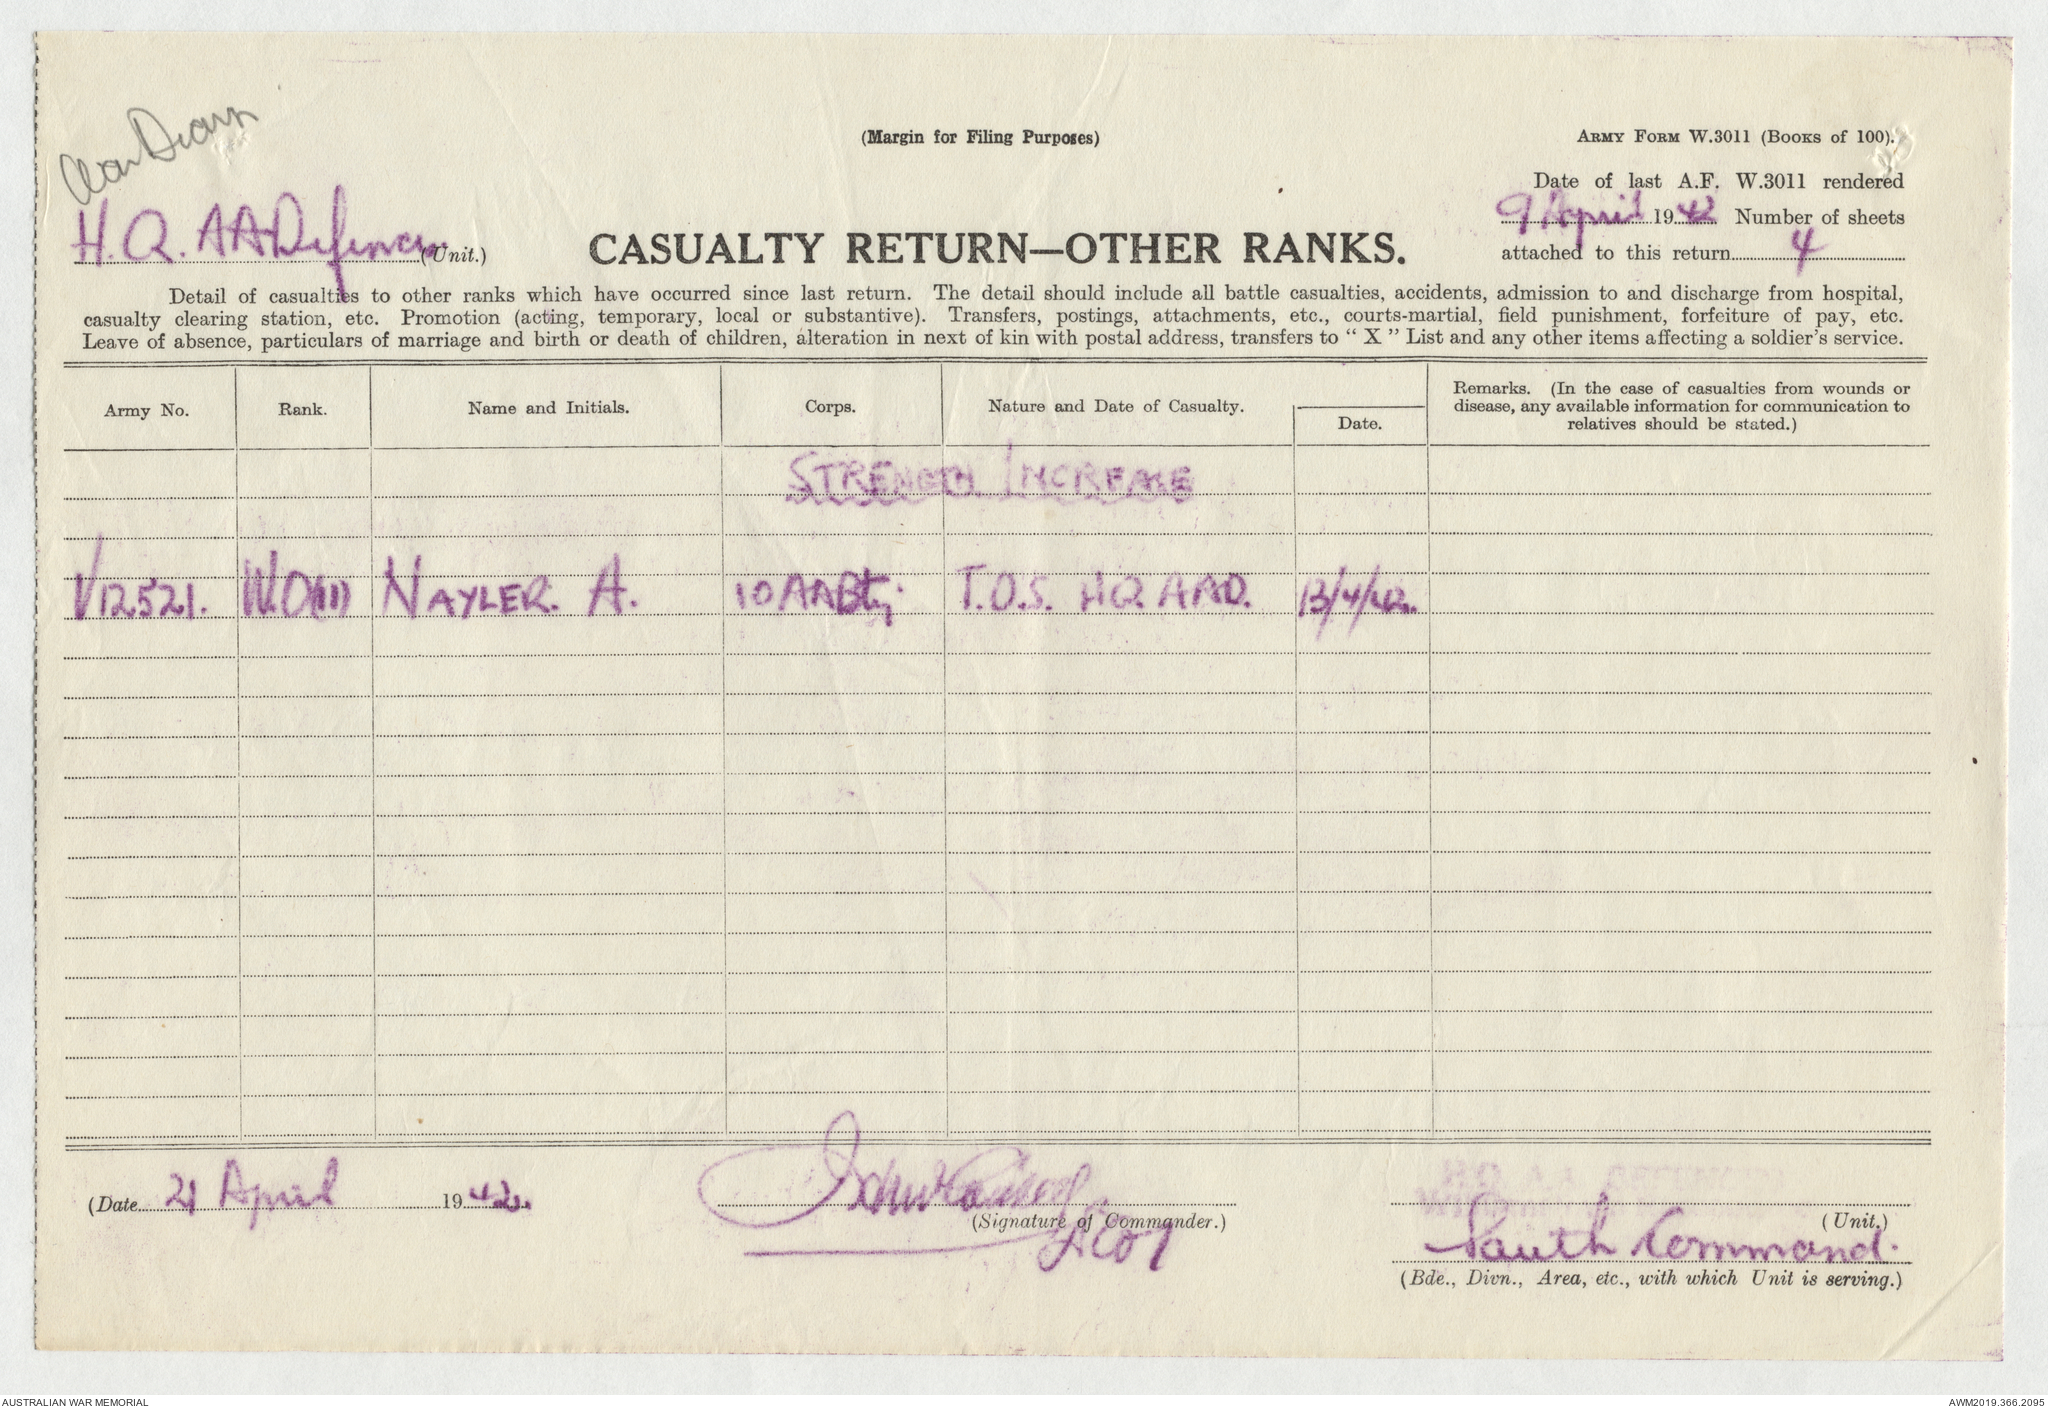 (Margin for Filing Purposes)
ARMY FORM W.3011 (BOOKS OF 100).
Date of last A.F. W.3011 rendered
9 April 1942 Number of sheets
attached to this return 4
H.Q. AA Defences (Unit.)
CASUALTY RETURN—OTHER RANKS.
Detail of casualties to other ranks which have occurred since last return. The detail should include all battle casualties, accidents, admission to and discharge from hospital,
casualty clearing station, etc. Promotion (acting, temporary, local or substantive). Transfers, postings, attachments, etc., courts-martial, field punishment, forfeiture of pay, etc.
Leave of absence, particulars of marriage and birth or death of children, alteration in next of kin with postal address, transfers to " X " List and any other items affecting a soldier's service.
Army No. Rank. Name and Initials. Corps. Nature and Date of Casualty. Date. Remarks. (In the case of casualties from wounds or
disease, any available information for communication to
relatives should be stated.)
STRENGTH INCREASE
V12521. W.O(11) NAYLER. A. 10 AA Bty. T.O.S. H.Q. A.A.D. 13/4/42.
(Date 21 April 1942.
(Signature of Commander.)
(Unit.)
South Command.
(Bde., Divn., Area, etc., with which Unit is serving.)
AUSTRALIAN WAR MEMORIAL
AWM2019.366.2095